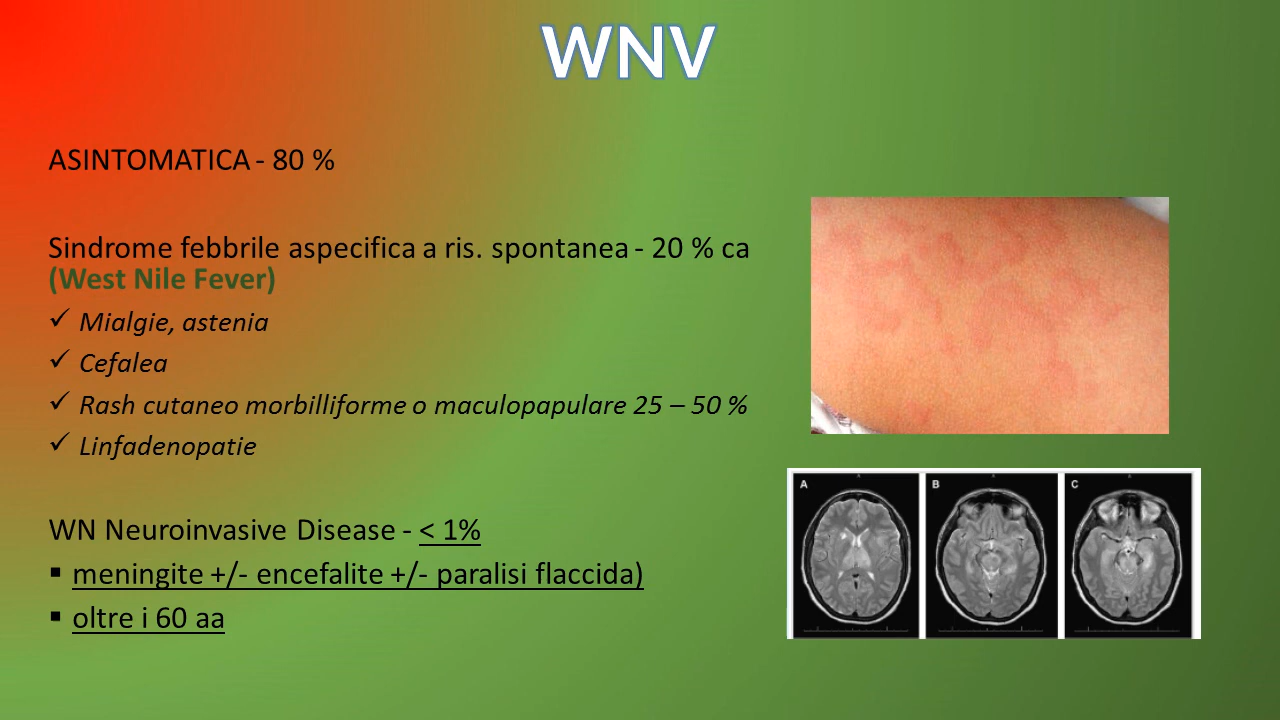 WNV
ASINTOMATICA - 80 %
Sindrome febbrile aspecifica a ris. spontanea - 20 % ca
(West Nile Fever)
✓ Mialgie, astenia
✓ Cefalea
✓ Rash cutaneo morbilliforme o maculopapulare 25 – 50 %
✓ Linfadenopatie
WN Neuroinvasive Disease - < 1%
▪ meningite +/- encefalite +/- paralisi flaccida)
▪ oltre i 60 aa
A B C